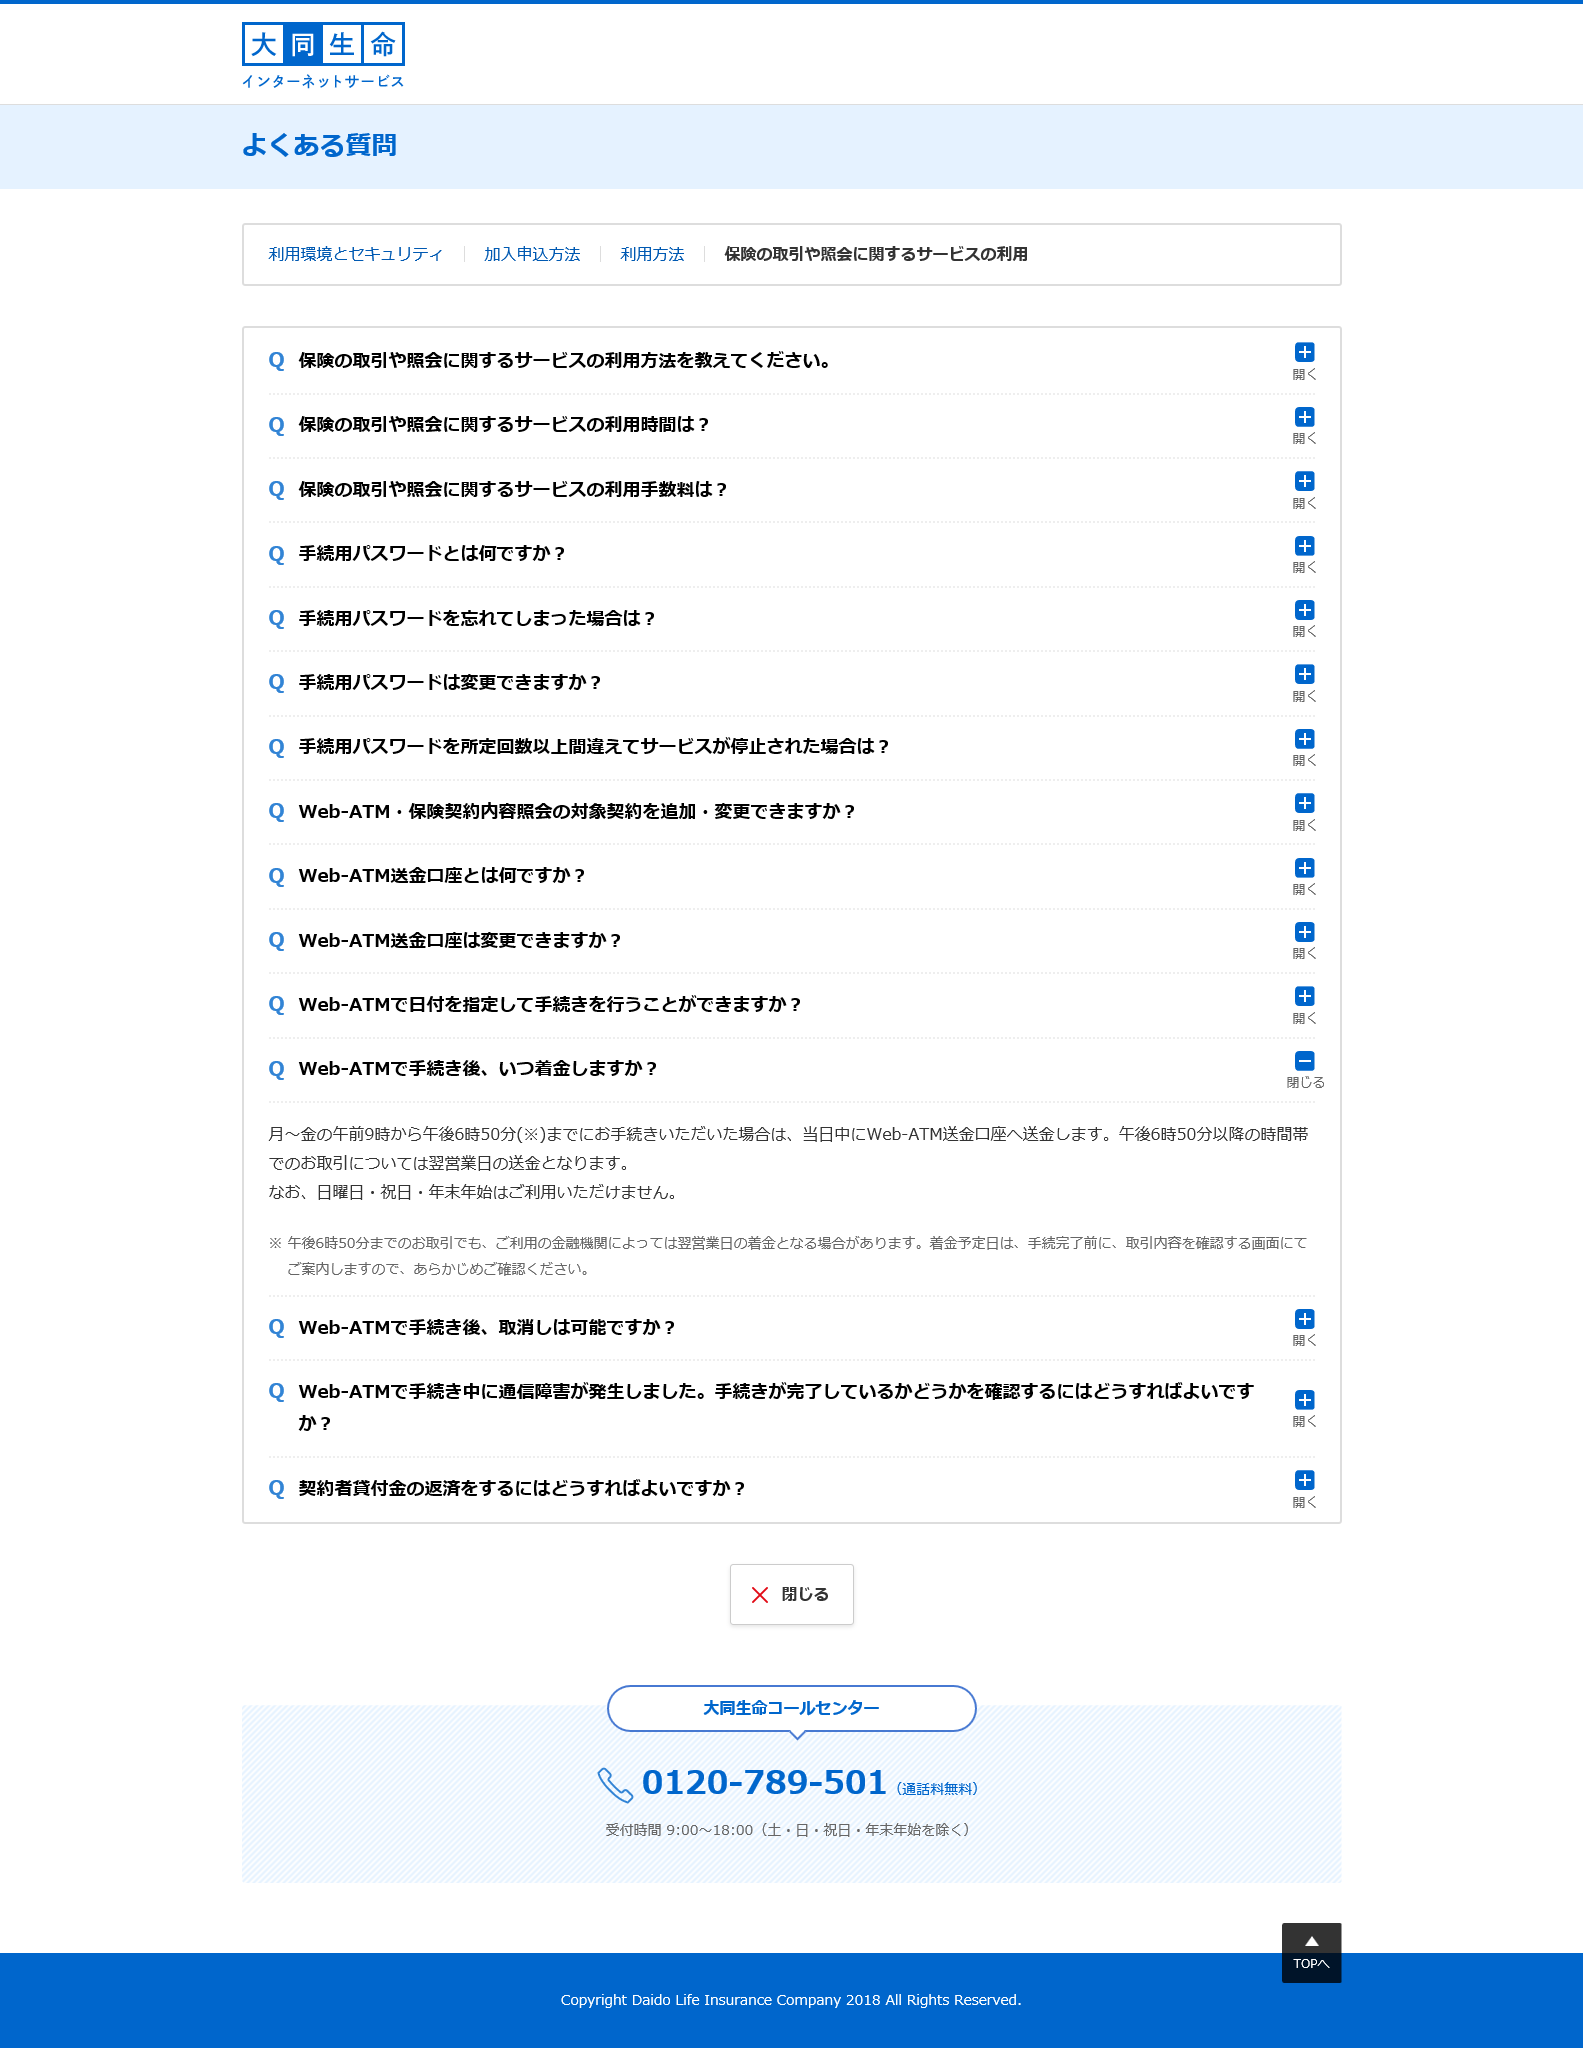 大同生命
インターネットサービス
よくある質問
利用環境とセキュリティ 加入申込方法 利用方法 保険の取引や照会に関するサービスの利用
Q 保険の取引や照会に関するサービスの利用方法を教えてください。
開く
Q 保険の取引や照会に関するサービスの利用時間は？
開く
Q 保険の取引や照会に関するサービスの利用手数料は？
開く
Q 手続用パスワードとは何ですか？
開く
Q 手続用パスワードを忘れてしまった場合は？
開く
Q 手続用パスワードは変更できますか？
開く
Q 手続用パスワードを所定回数以上間違えてサービスが停止された場合は？
開く
Q Web-ATM・保険契約内容照会の対象契約を追加・変更できますか？
開く
Q Web-ATM送金口座とは何ですか？
開く
Q Web-ATM送金口座は変更できますか？
開く
Q Web-ATMで日付を指定して手続きを行うことができますか？
開く
Q Web-ATMで手続き後、いつ着金しますか？
閉じる
月～金の午前9時から午後6時50分(※)までにお手続きいただいた場合は、当日中にWeb-ATM送金口座へ送金します。午後6時50分以降の時間帯
でのお取引については翌営業日の送金となります。
なお、日曜日・祝日・年末年始はご利用いただけません。
※ 午後6時50分までのお取引でも、ご利用の金融機関によっては翌営業日の着金となる場合があります。着金予定日は、手続完了前に、取引内容を確認する画面にて
ご案内しますので、あらかじめご確認ください。
Q Web-ATMで手続き後、取消しは可能ですか？
開く
Q Web-ATMで手続き中に通信障害が発生しました。手続きが完了しているかどうかを確認するにはどうすればよいです
か？
開く
Q 契約者貸付金の返済をするにはどうすればよいですか？
開く
閉じる
大同生命コールセンター
0120-789-501（通話料無料）
受付時間 9:00～18:00（土・日・祝日・年末年始を除く）
TOPへ
Copyright Daido Life Insurance Company 2018 All Rights Reserved.